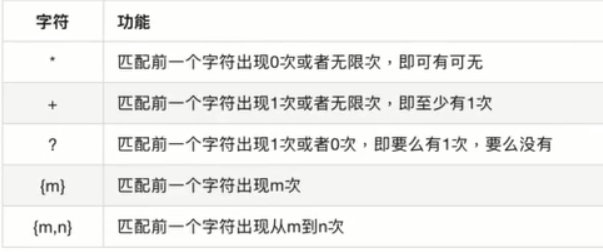 字符 功能
* 匹配前一个字符出现0次或者无限次，即可有可无
+ 匹配前一个字符出现1次或者无限次，即至少有1次
? 匹配前一个字符出现1次或者0次，即要么有1次，要么没有
{m} 匹配前一个字符出现m次
{m,n} 匹配前一个字符出现从m到n次